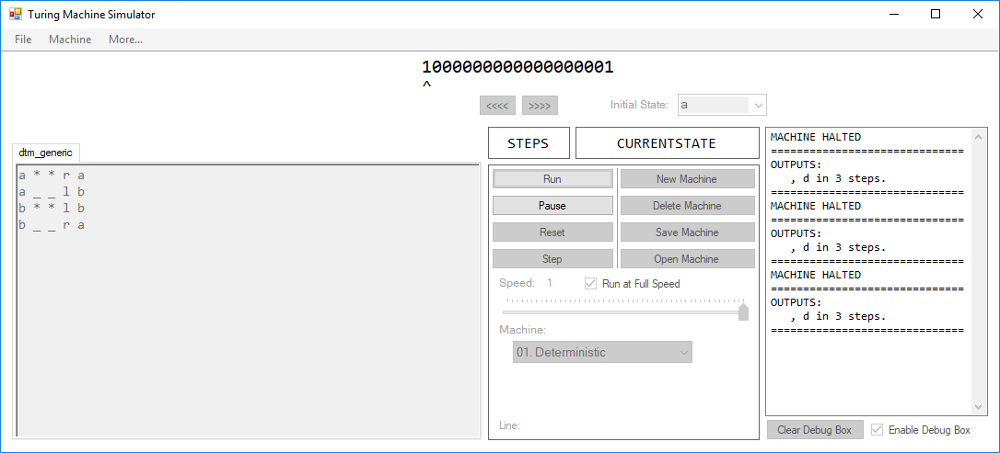 Turing Machine Simulator
File Machine More...
1000000000000000001
^
<<<< >>>> Initial State: a
dtm_generic
a * * r a
a _ _ l b
b * * l b
b _ _ r a
STEPS CURRENTSTATE
Run New Machine
Pause Delete Machine
Reset Save Machine
Step Open Machine
Speed: 1 Run at Full Speed
Machine:
01. Deterministic
Line:
MACHINE HALTED
==============================
OUTPUTS:
, d in 3 steps.
==============================
MACHINE HALTED
==============================
OUTPUTS:
, d in 3 steps.
==============================
MACHINE HALTED
==============================
OUTPUTS:
, d in 3 steps.
==============================
Clear Debug Box Enable Debug Box